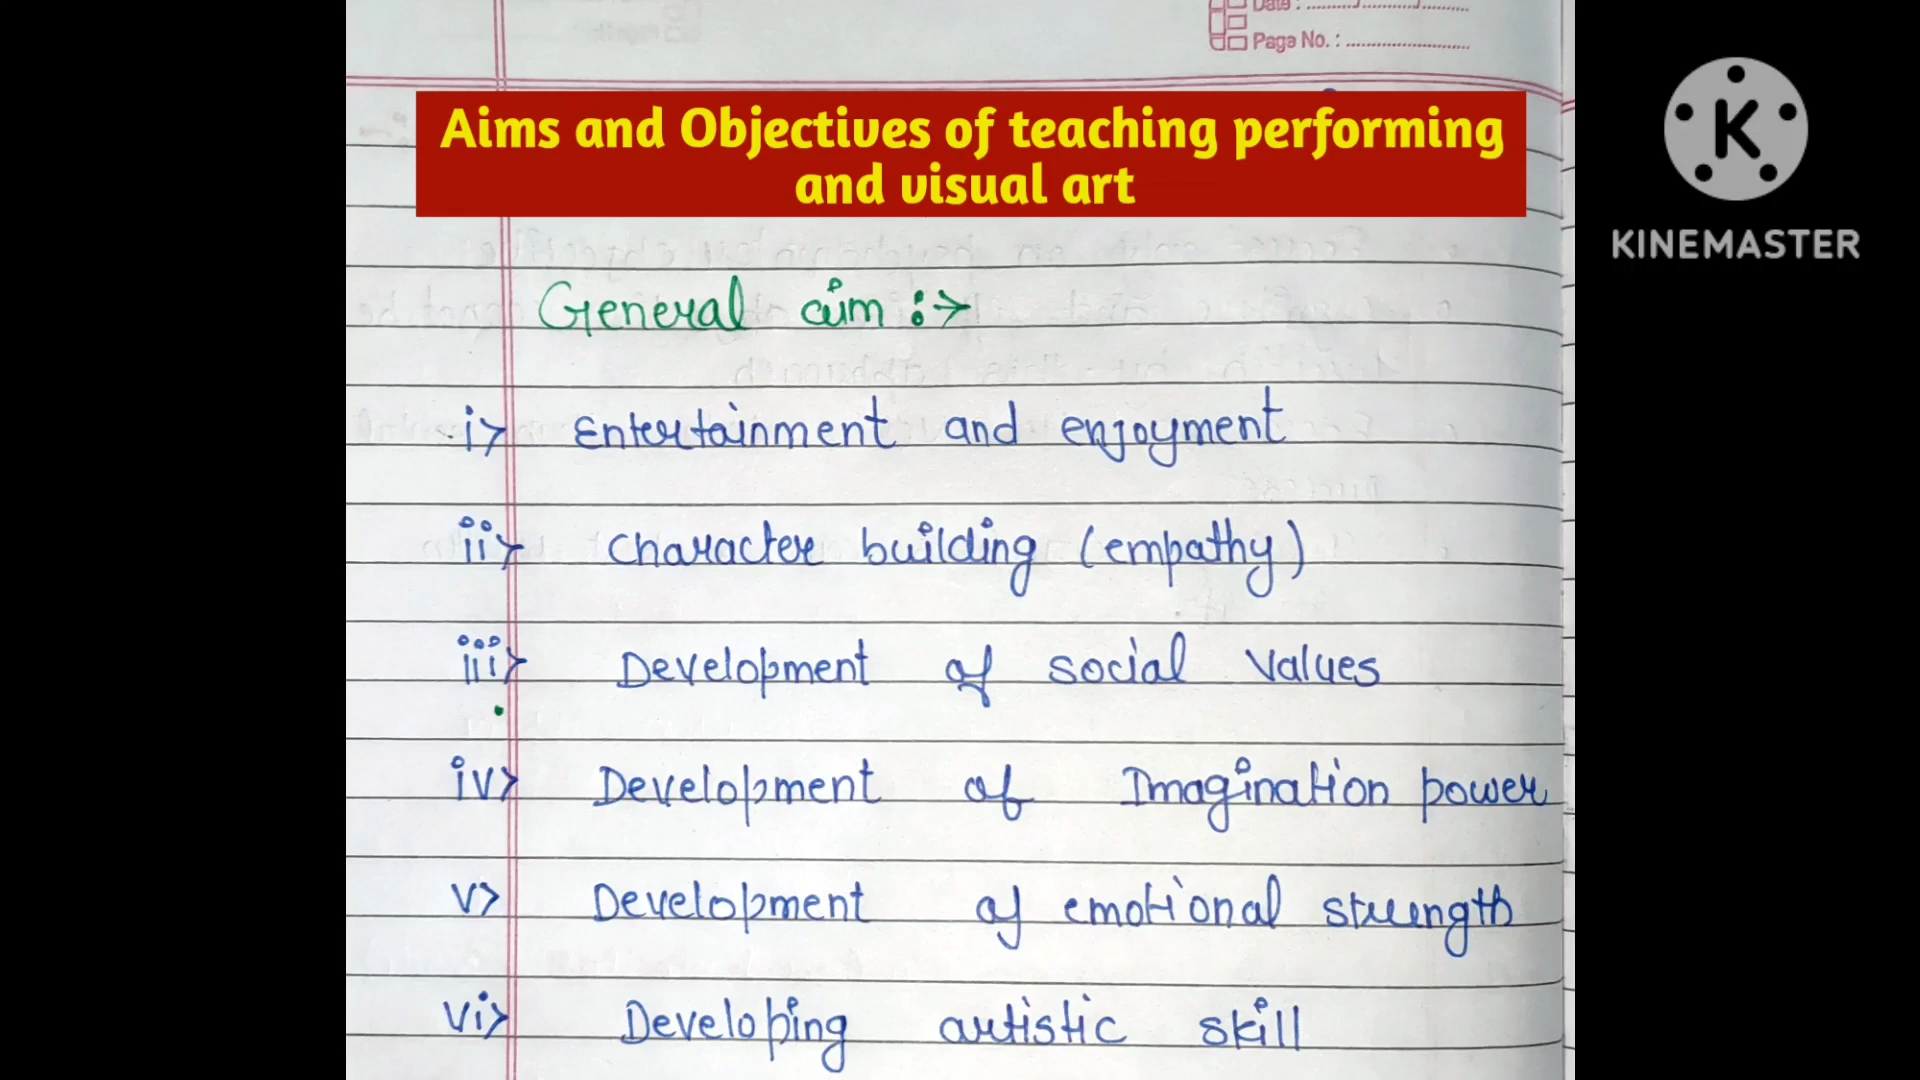 Date :
Page No. :
Aims and Objectives of teaching performing
and visual art
K
KINEMASTER
General aim :->
i> Entertainment and enjoyment
ii> Character building (empathy)
iii> Development of social values
iv> Development of Imagination power
v> Development of emotional strength
vi> Developing artistic skill